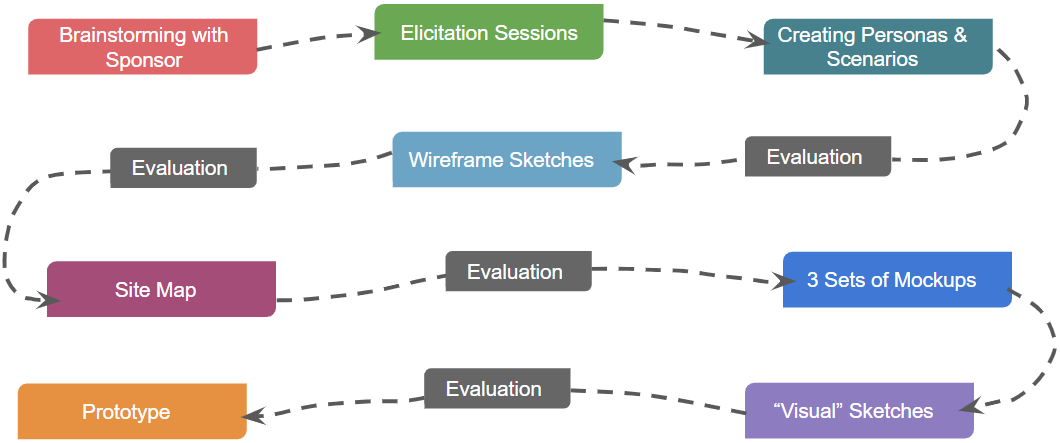 Brainstorming with
Sponsor
Elicitation Sessions
Creating Personas &
Scenarios
Evaluation
Wireframe Sketches
Evaluation
Site Map
Evaluation
3 Sets of Mockups
“Visual” Sketches
Evaluation
Prototype